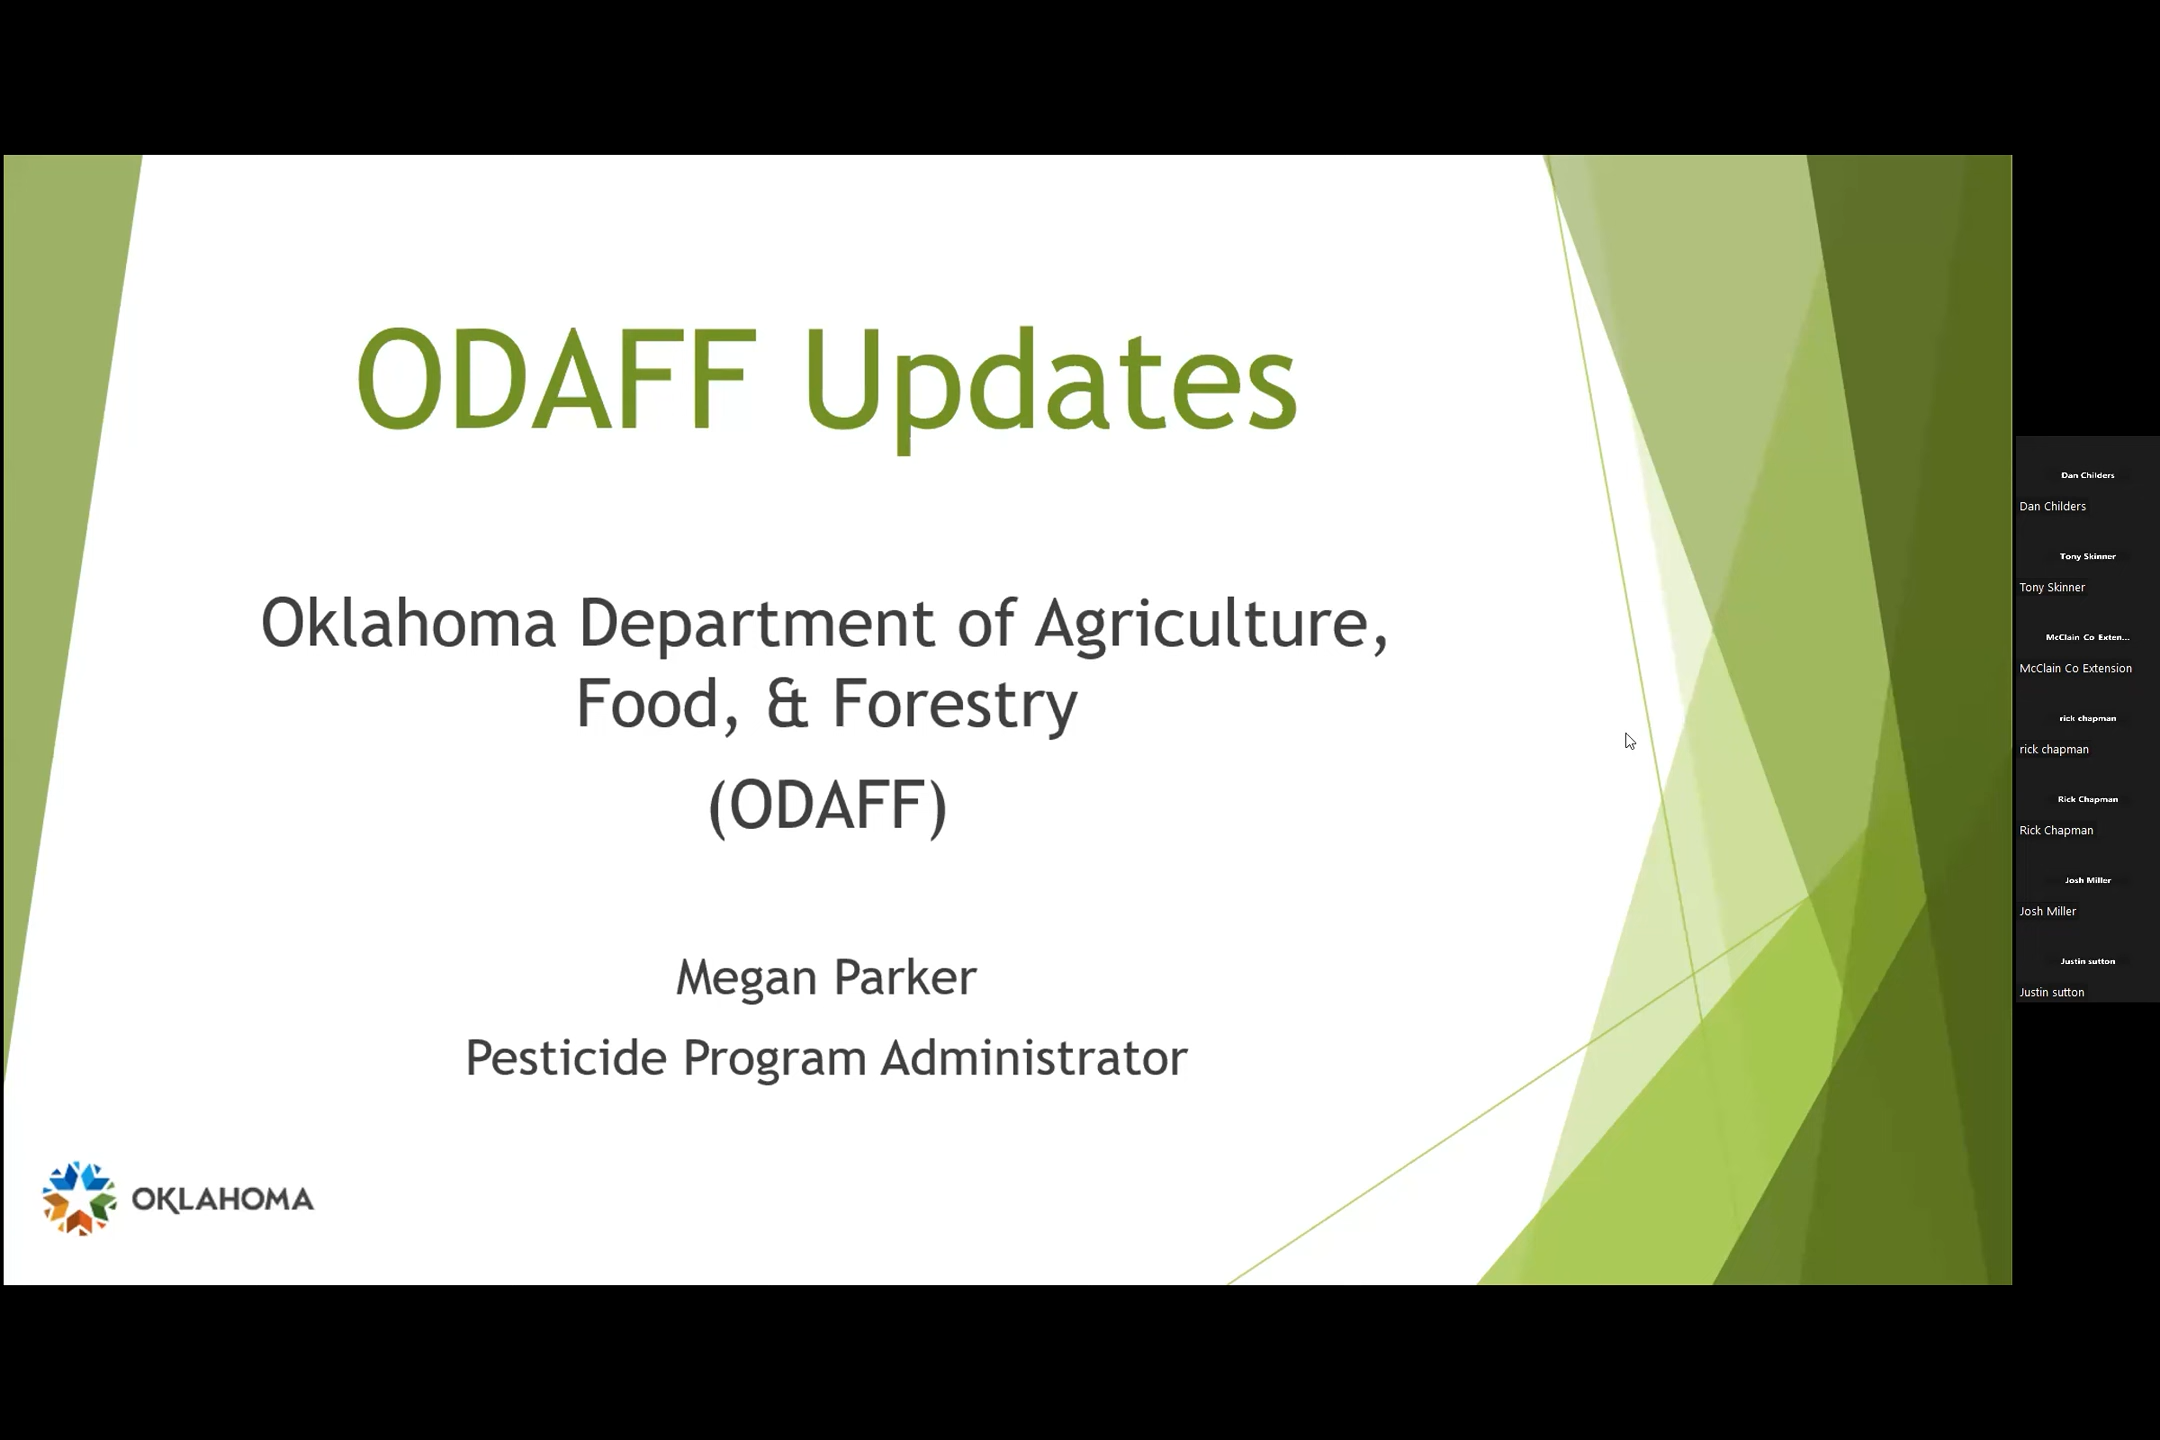 ODAFF Updates
Oklahoma Department of Agriculture,
Food, & Forestry
(ODAFF)
Megan Parker
Pesticide Program Administrator
OKLAHOMA
Dan Childers
Dan Childers
Tony Skinner
Tony Skinner
McClain Co Exten...
McClain Co Extension
rick chapman
rick chapman
Rick Chapman
Rick Chapman
Josh Miller
Josh Miller
Justin sutton
Justin sutton